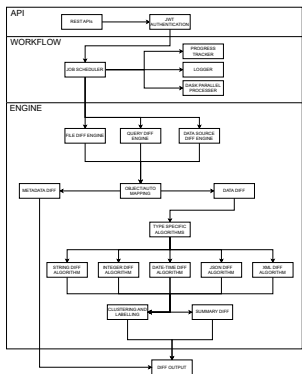 API
REST APIs
JWT
AUTHENTICATION
WORKFLOW
PROGRESS
TRACKER
JOB SCHEDULER
LOGGER
DASK PARALLEL
PROCESSER
ENGINE
FILE DIFF ENGINE
QUERY DIFF
ENGINE
DATA SOURCE
DIFF ENGINE
METADATA DIFF
OBJECT/AUTO
MAPPING
DATA DIFF
TYPE SPECIFIC
ALGORITHMS
STRING DIFF
ALGORITHM
INTEGER DIFF
ALGORITHM
DATE-TIME DIFF
ALGORITHM
JSON DIFF
ALGORITHM
XML DIFF
ALGORITHM
CLUSTERING AND
LABELLING
SUMMARY DIFF
DIFF OUTPUT